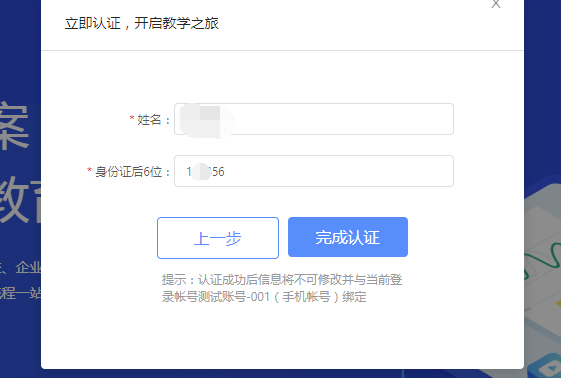 X
立即认证，开启教学之旅
案
* 姓名：
* 身份证后6位：
教育
上一步
完成认证
、企业
程一站
提示：认证成功后信息将不可修改并与当前登
录帐号测试账号-001（手机帐号）绑定